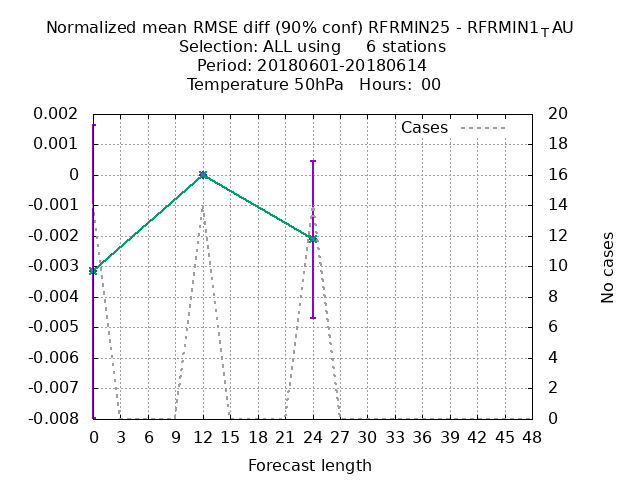 Normalized mean RMSE diff (90% conf) RFRMIN25 - RFRMIN1_TAU
Selection: ALL using     6 stations
Period: 20180601-20180614
Temperature 50hPa   Hours:  00
Cases
0.002
0.001
0
-0.001
-0.002
-0.003
-0.004
-0.005
-0.006
-0.007
-0.008
20
18
16
14
12
10
8
6
4
2
0
No cases
0 3 6 9 12 15 18 21 24 27 30 33 36 39 42 45 48
Forecast length